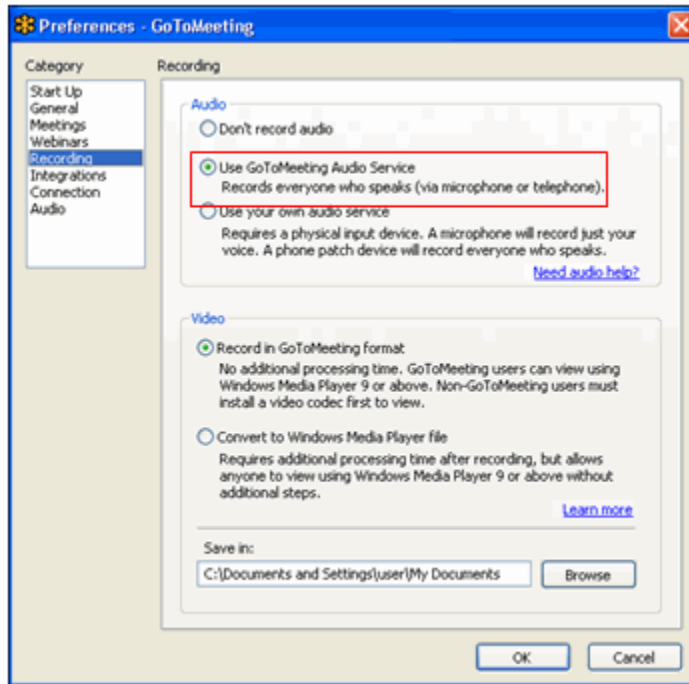 Preferences - GoToMeeting
Category
Recording
Start Up
General
Meetings
Webinars
Recording
Integrations
Connection
Audio
Audio
Don't record audio
Use GoToMeeting Audio Service
Records everyone who speaks (via microphone or telephone).
Use your own audio service
Requires a physical input device. A microphone will record just your
voice. A phone patch device will record everyone who speaks.
Need audio help?
Video
Record in GoToMeeting format
No additional processing time. GoToMeeting users can view using
Windows Media Player 9 or above. Non-GoToMeeting users must
install a video codec first to view.
Convert to Windows Media Player file
Requires additional processing time after recording, but allows
anyone to view using Windows Media Player 9 or above without
additional steps.
Learn more
Save in:
C:\Documents and Settings\user\My Documents
Browse
OK
Cancel